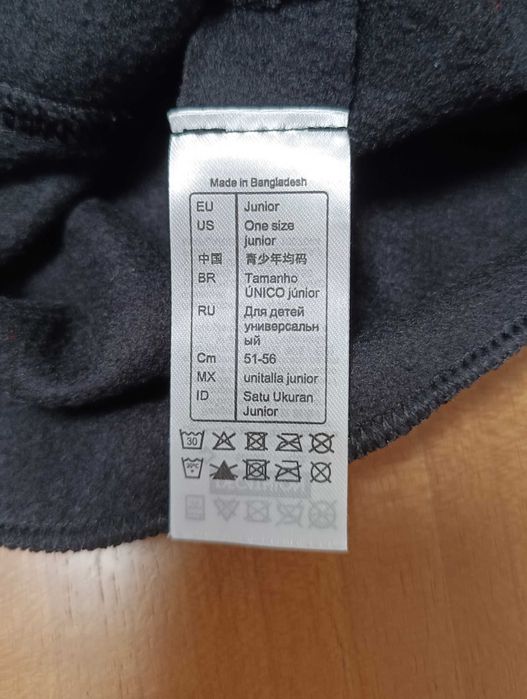 Made in Bangladesh
EU Junior
US One size
junior
中国 青少年均码
BR Tamanho
ÚNICO júnior
RU Для детей
универсальн
ый
Cm 51-56
MX unitalla junior
ID Satu Ukuran
Junior
30
30°C